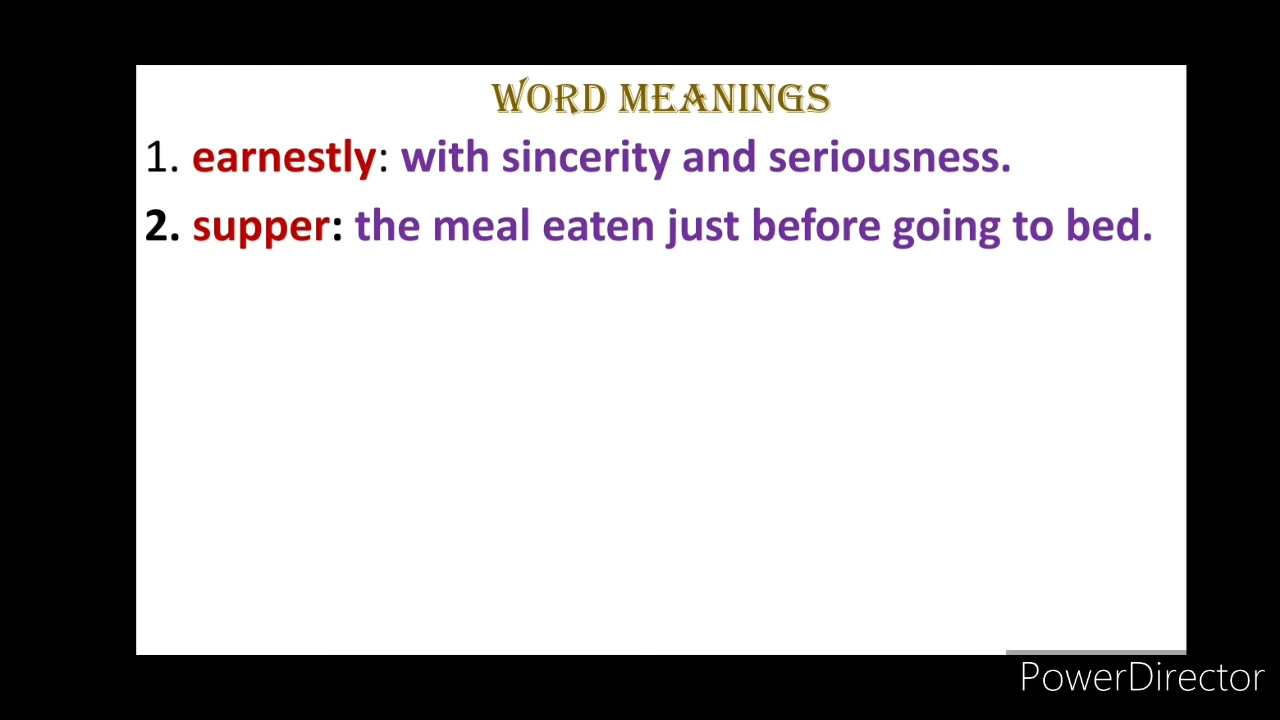 WORD MEANINGS
1. earnestly: with sincerity and seriousness.
2. supper: the meal eaten just before going to bed.
PowerDirector